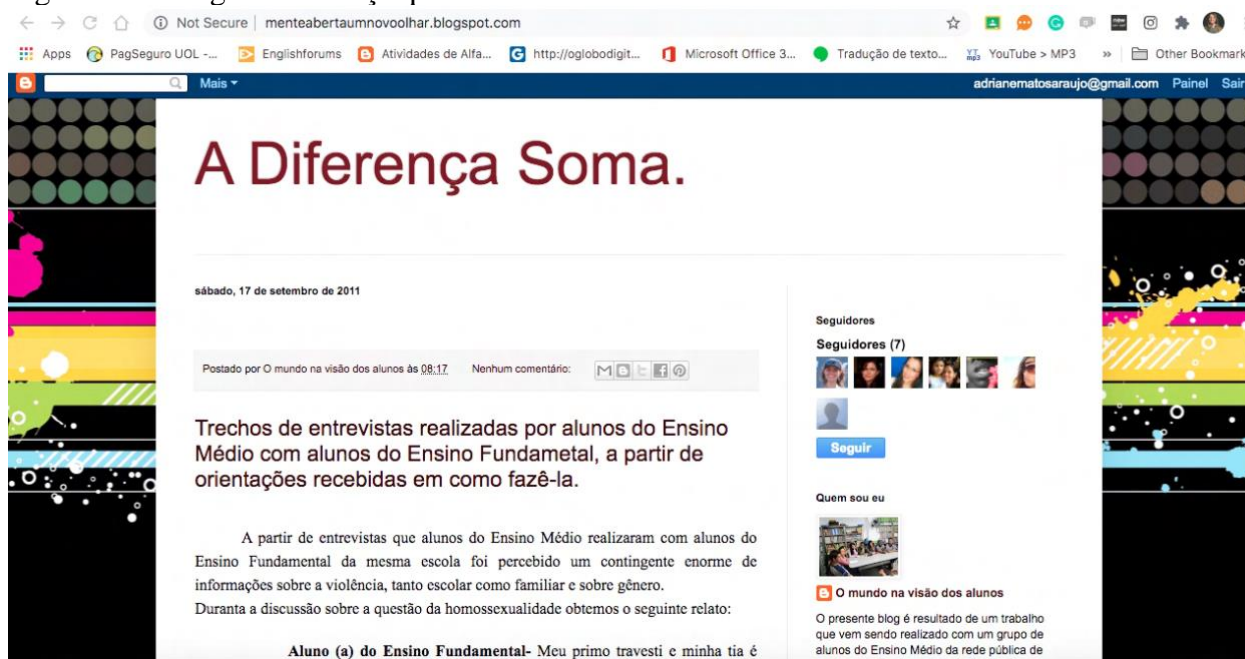 Not Secure | menteabertaumnovoolhar.blogspot.com
Apps PagSeguro UOL -... Englishforums Atividades de Alfa... http://oglobodigit... Microsoft Office 3... Tradução de texto... YouTube > MP3 » Other Bookmark
Mais adrianematosaraujo@gmail.com Painel Sair
A Diferença Soma.
sábado, 17 de setembro de 2011
Postado por O mundo na visão dos alunos às 08:17 Nenhum comentário:
Trechos de entrevistas realizadas por alunos do Ensino
Médio com alunos do Ensino Fundametal, a partir de
orientações recebidas em como fazê-la.
A partir de entrevistas que alunos do Ensino Médio realizaram com alunos do
Ensino Fundamental da mesma escola foi percebido um contingente enorme de
informações sobre a violência, tanto escolar como familiar e sobre gênero.
Duranta a discussão sobre a questão da homossexualidade obtemos o seguinte relato:
Aluno (a) do Ensino Fundamental- Meu primo travesti e minha tia é
Seguidores
Seguidores (7)
Seguir
Quem sou eu
O mundo na visão dos alunos
O presente blog é resultado de um trabalho
que vem sendo realizado com um grupo de
alunos do Ensino Médio da rede pública de